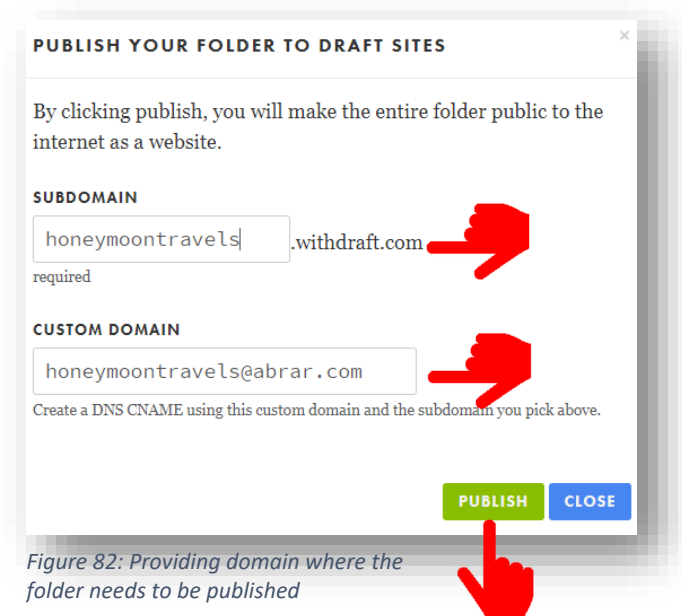 PUBLISH YOUR FOLDER TO DRAFT SITES
×
By clicking publish, you will make the entire folder public to the
internet as a website.
SUBDOMAIN
honeymoontravels .withdraft.com
required
CUSTOM DOMAIN
honeymoontravels@abrar.com
Create a DNS CNAME using this custom domain and the subdomain you pick above.
PUBLISH CLOSE
Figure 82: Providing domain where the
folder needs to be published